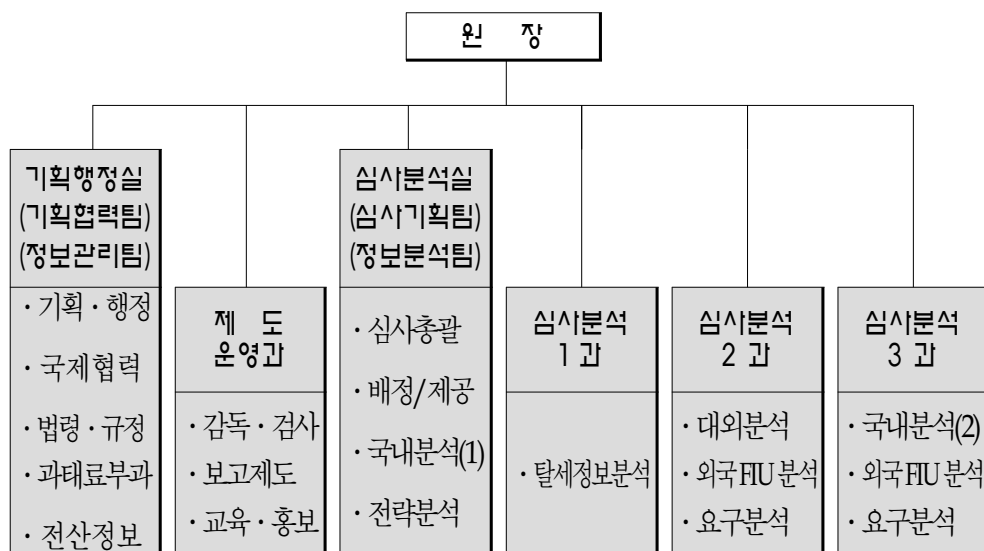 원 장
기획행정실
(기획협력팀)
(정보관리팀)
· 기획 · 행정
· 국제협력
· 법령 · 규정
· 과태료부과
· 전산정보
제 도
운영과
· 감독 · 검사
· 보고제도
· 교육 · 홍보
심사분석실
(심사기획팀)
(정보분석팀)
· 심사총괄
· 배정/제공
· 국내분석(1)
· 전략분석
심사분석
1 과
· 탈세정보분석
심사분석
2 과
· 대외분석
· 외국 FIU 분석
· 요구분석
심사분석
3 과
· 국내분석(2)
· 외국 FIU 분석
· 요구분석